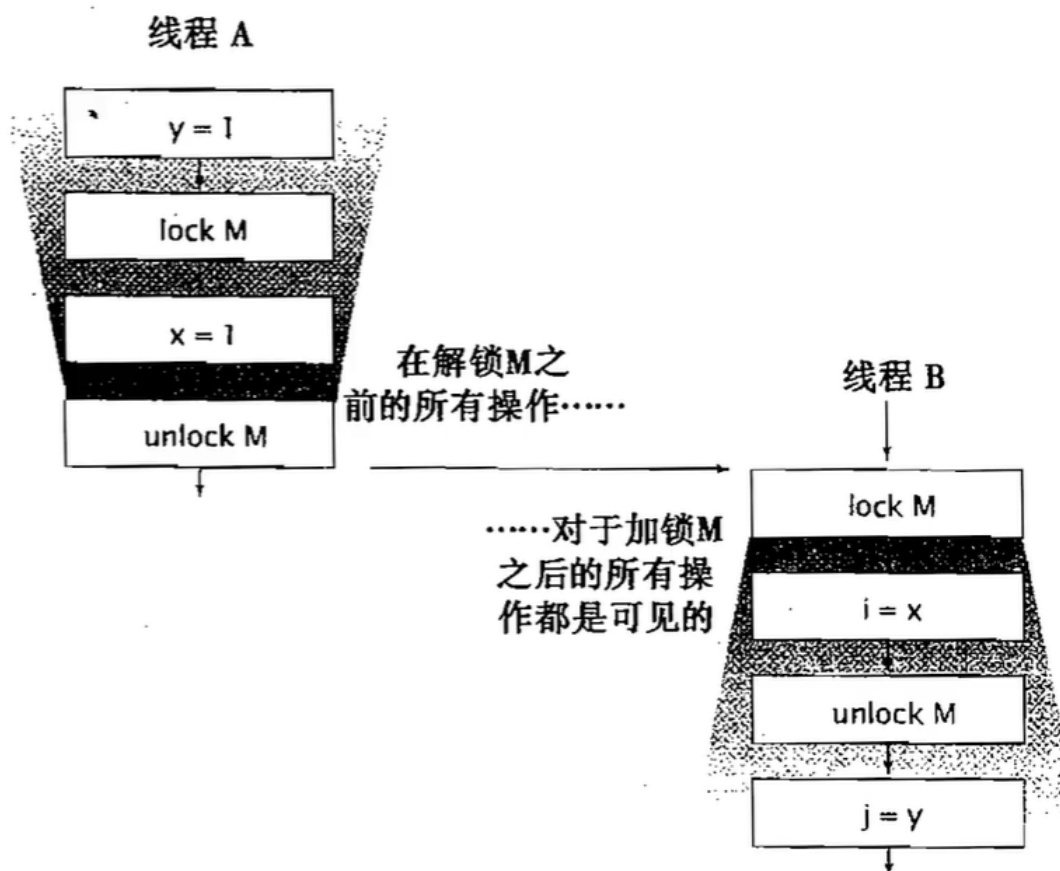 线程 A
y = 1
lock M
x = 1
unlock M
在解锁M之
前的所有操作……
线程 B
……对于加锁M
之后的所有操
作都是可见的
lock M
i = x
unlock M
j = y